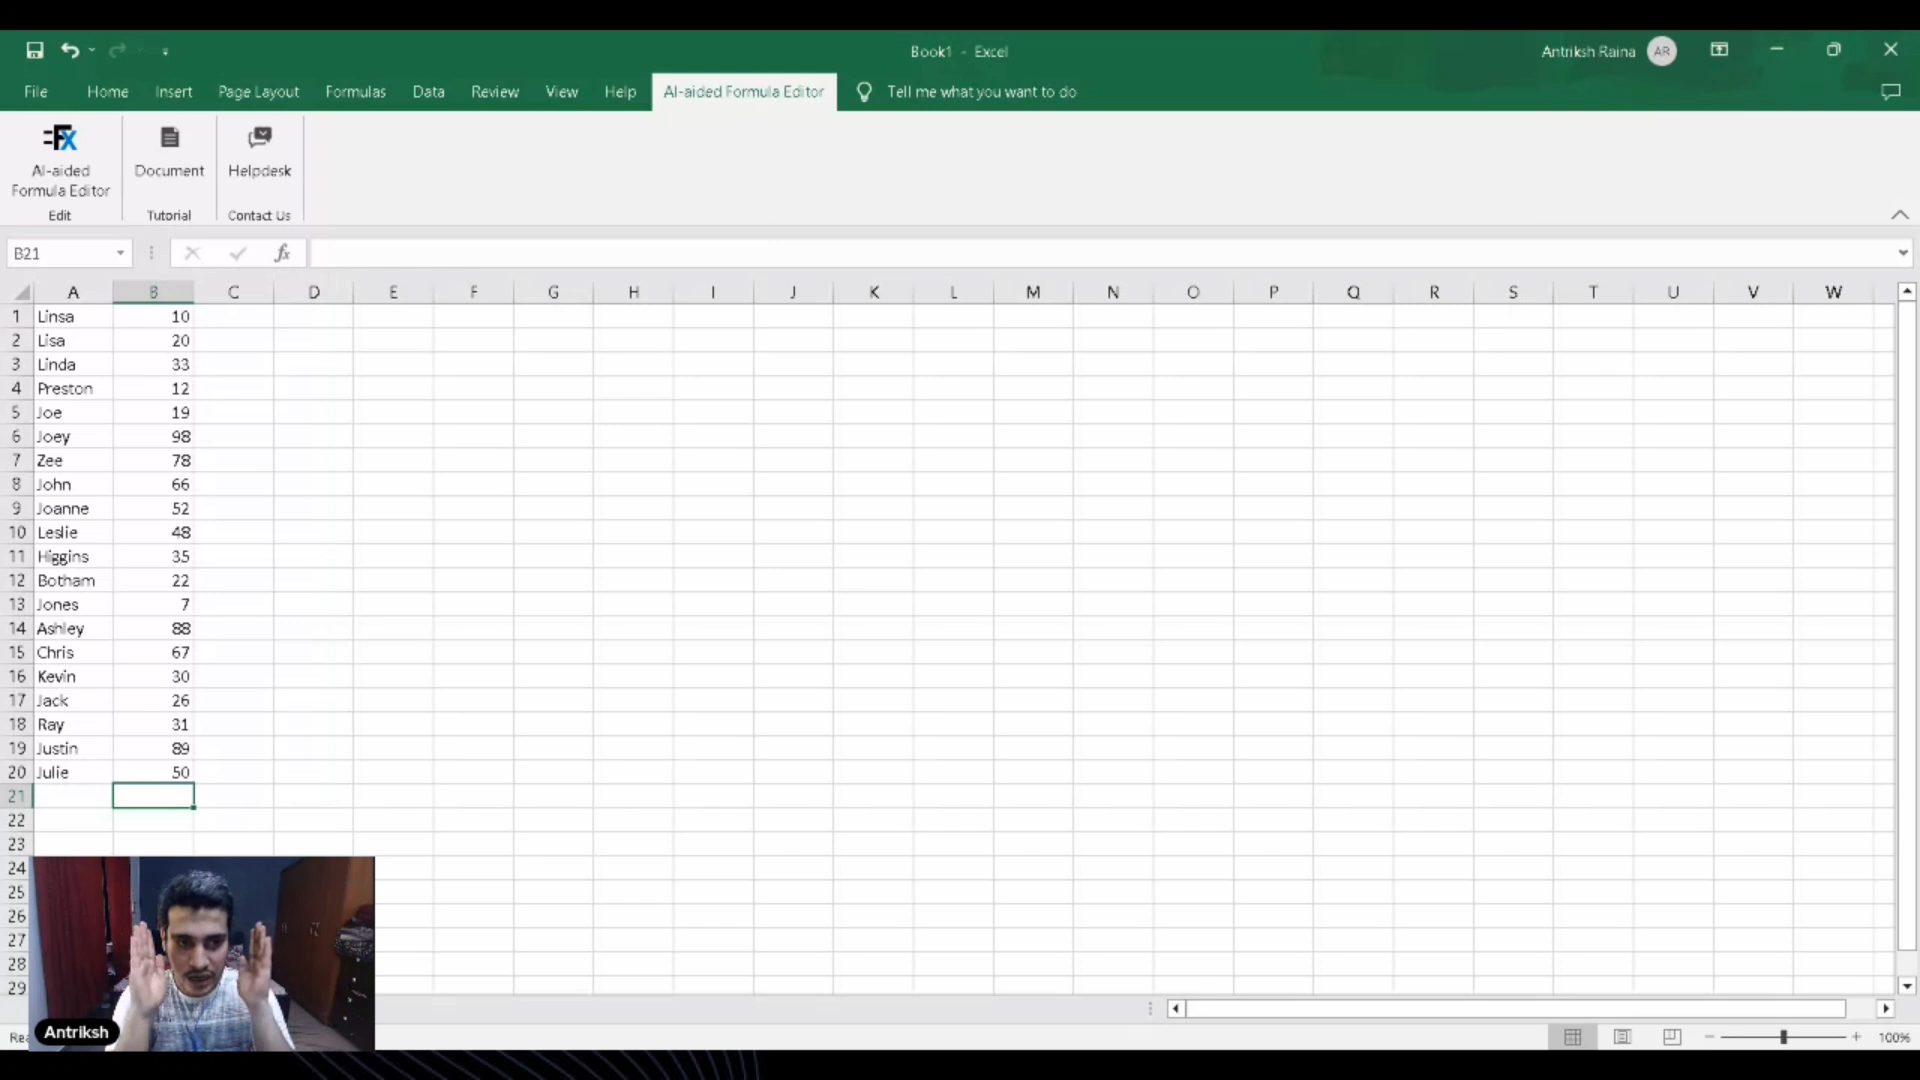 Book1 - Excel
Antriksh Raina AR
File Home Insert Page Layout Formulas Data Review View Help AI-aided Formula Editor Tell me what you want to do
=Fx
AI-aided Formula Editor
Edit
Document
Tutorial
Helpdesk
Contact Us
B21
fx
A B C D E F G H I J K L M N O P Q R S T U V W
1 Linsa 10
2 Lisa 20
3 Linda 33
4 Preston 12
5 Joe 19
6 Joey 98
7 Zee 78
8 John 66
9 Joanne 52
10 Leslie 48
11 Higgins 35
12 Botham 22
13 Jones 7
14 Ashley 88
15 Chris 67
16 Kevin 30
17 Jack 26
18 Ray 31
19 Justin 89
20 Julie 50
21
22
23
24
25
26
27
28
29
Antriksh
100%